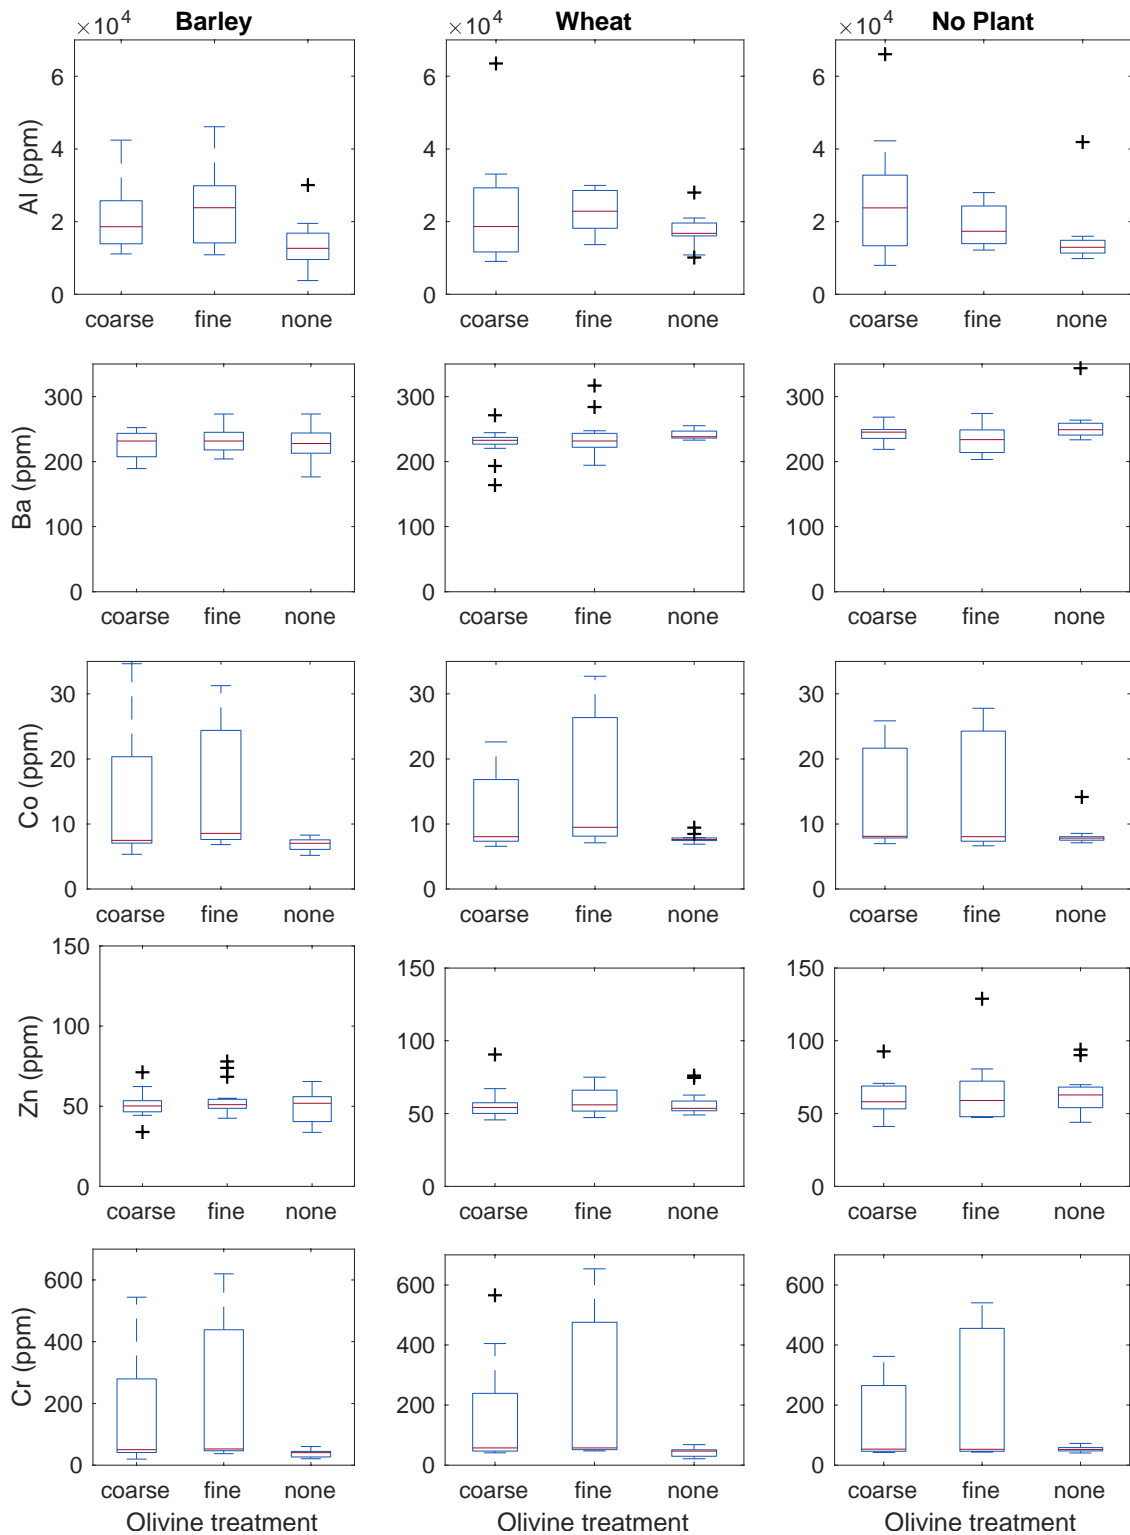 ×10⁴ Barley ×10⁴ Wheat ×10⁴ No Plant
Al (ppm)
6 6 6
4 4 4
2 2 2
0 0 0
coarse fine none coarse fine none coarse fine none
Ba (ppm)
300 300 300
200 200 200
100 100 100
0 0 0
coarse fine none coarse fine none coarse fine none
Co (ppm)
30 30 30
20 20 20
10 10 10
0 0 0
coarse fine none coarse fine none coarse fine none
Zn (ppm)
150 150 150
100 100 100
50 50 50
0 0 0
coarse fine none coarse fine none coarse fine none
Cr (ppm)
600 600 600
400 400 400
200 200 200
0 0 0
coarse fine none coarse fine none coarse fine none
Olivine treatment Olivine treatment Olivine treatment